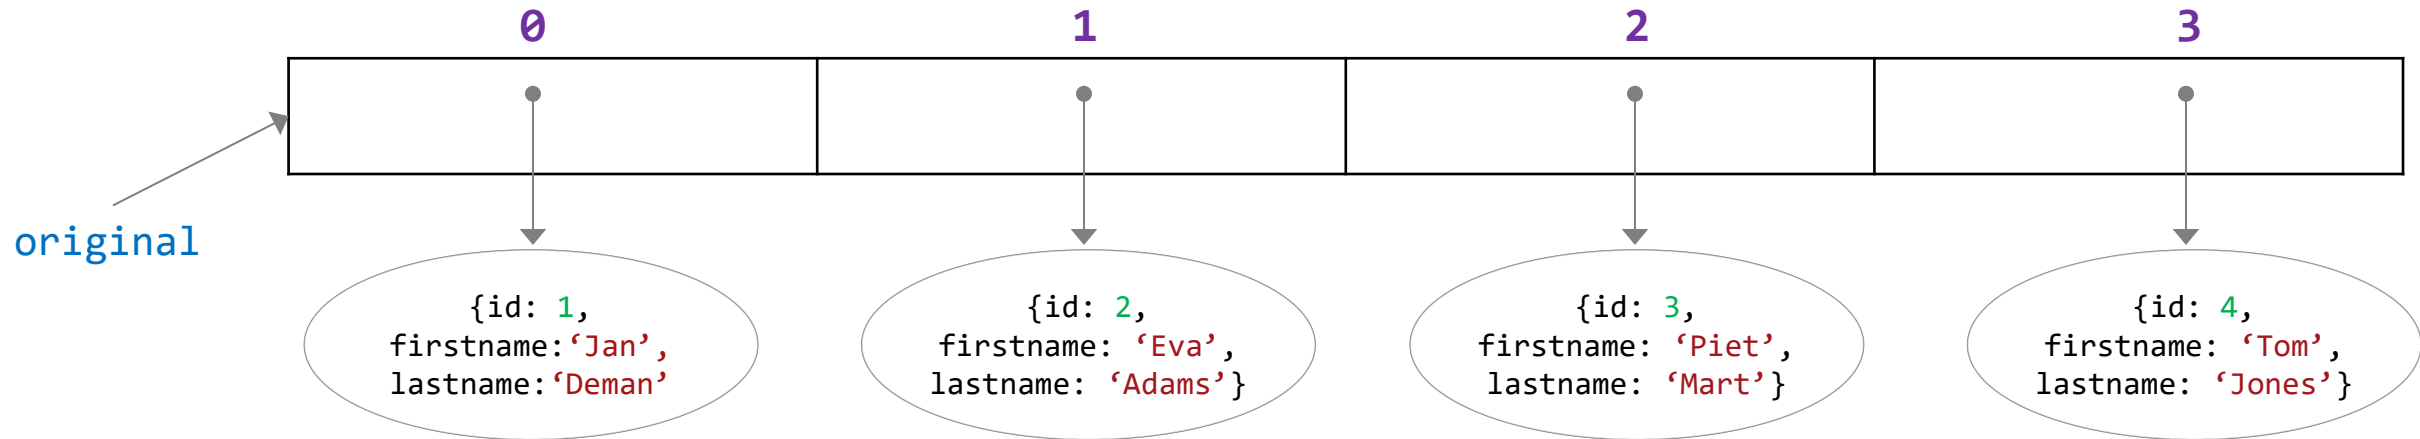 0 1 2 3
original
{id: 1,
firstname:‘Jan’,
lastname:‘Deman’
{id: 2,
firstname: ‘Eva’,
lastname: ‘Adams’}
{id: 3,
firstname: ‘Piet’,
lastname: ‘Mart’}
{id: 4,
firstname: ‘Tom’,
lastname: ‘Jones’}